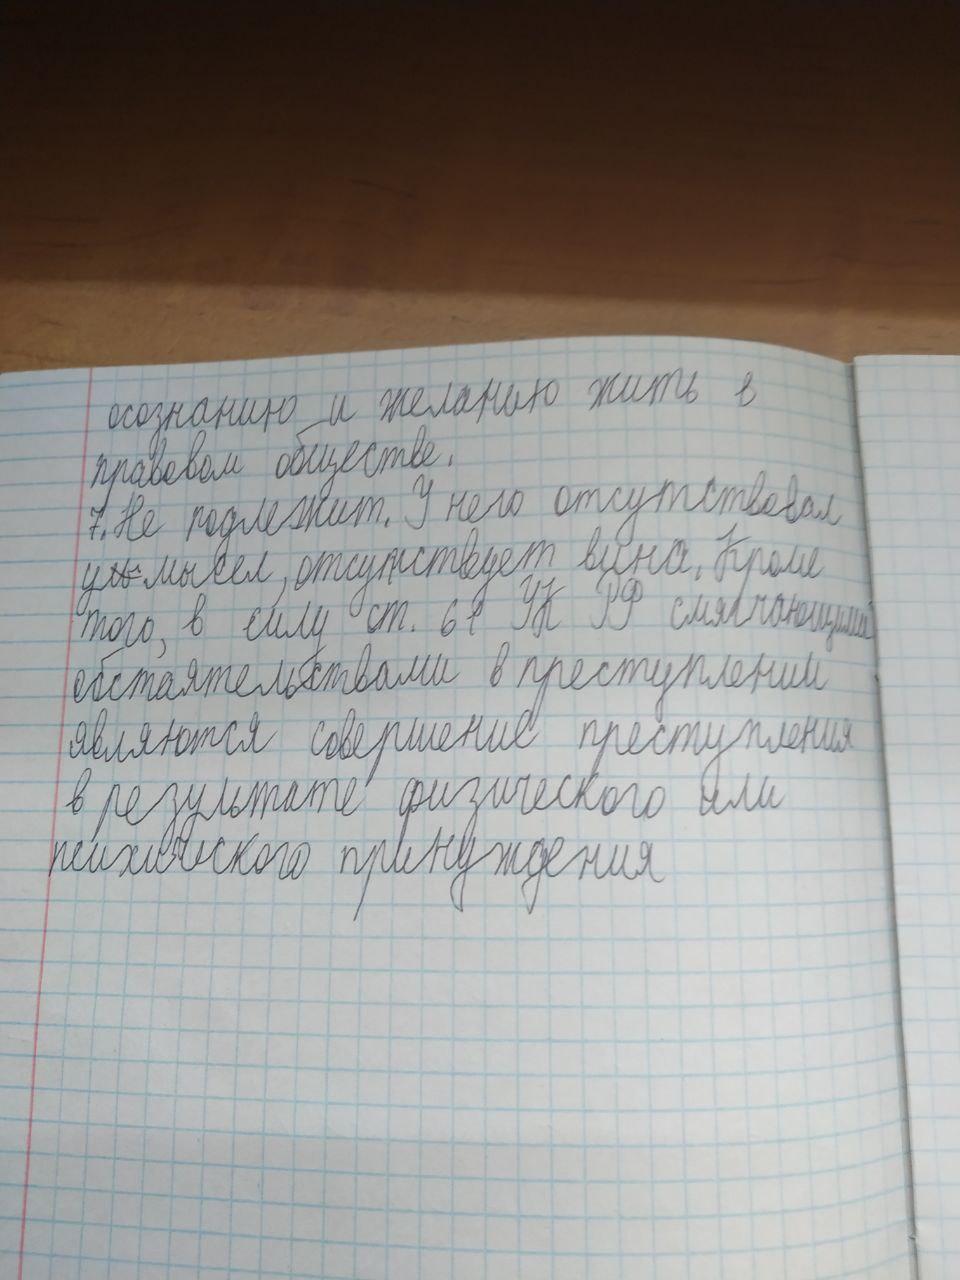 осознанию и желанию жить в
правовом обществе.
7. Не подлежит. У него отсутствовал
умысел, отсутствует вина. Кроме
того, в силу ст. 61 УК РФ смягчающими
обстоятельствами в преступлении
являются совершение преступления
в результате физического или
психического принуждения